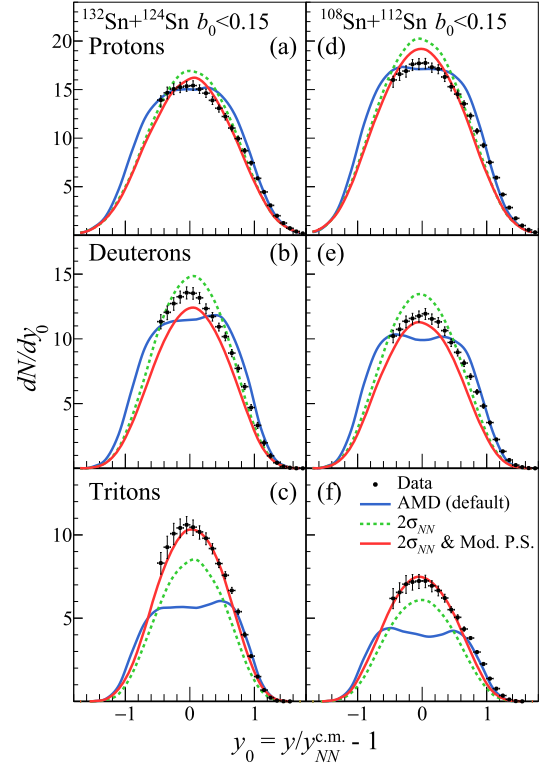 ¹³²Sn+¹²⁴Sn b₀<0.15
¹⁰⁸Sn+¹¹²Sn b₀<0.15
Protons (a)
(d)
20
15
10
5
Deuterons (b)
(e)
15
10
5
Tritons (c)
(f)
10
5
0
Data
AMD (default)
2σ_NN
2σ_NN & Mod. P.S.
−1 0 1
−1 0 1
dN/dy₀
y₀ = y/y_NN^c.m. - 1